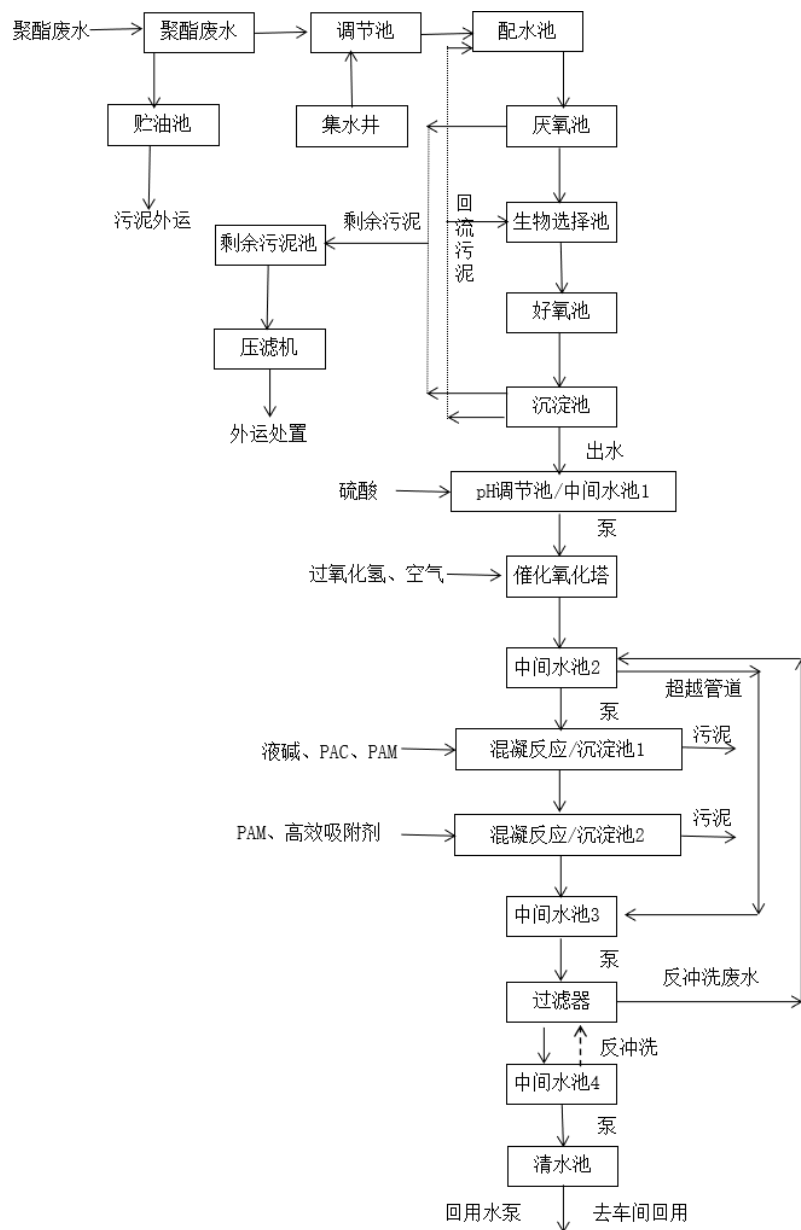 聚酯废水
聚酯废水
调节池
配水池
贮油池
集水井
厌氧池
污泥外运
回流污泥
剩余污泥
生物选择池
剩余污泥池
好氧池
压滤机
沉淀池
外运处置
出水
硫酸
pH调节池/中间水池1
泵
过氧化氢、空气
催化氧化塔
中间水池2
超越管道
泵
液碱、PAC、PAM
混凝反应/沉淀池1
污泥
PAM、高效吸附剂
混凝反应/沉淀池2
污泥
中间水池3
泵
反冲洗废水
过滤器
反冲洗
中间水池4
泵
清水池
回用水泵
去车间回用